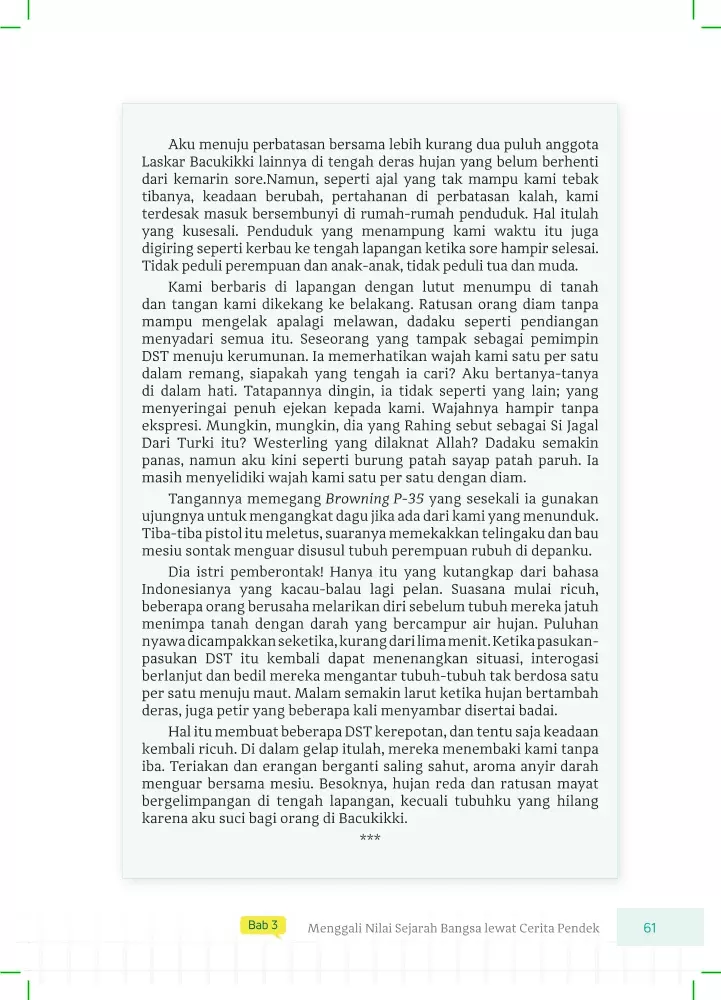 Aku menuju perbatasan bersama lebih kurang dua puluh anggota
Laskar Bacukikki lainnya di tengah deras hujan yang belum berhenti
dari kemarin sore.Namun, seperti ajal yang tak mampu kami tebak
tibanya, keadaan berubah, pertahanan di perbatasan kalah, kami
terdesak masuk bersembunyi di rumah-rumah penduduk. Hal itulah
yang kusesali. Penduduk yang menampung kami waktu itu juga
digiring seperti kerbau ke tengah lapangan ketika sore hampir selesai.
Tidak peduli perempuan dan anak-anak, tidak peduli tua dan muda.
Kami berbaris di lapangan dengan lutut menumpu di tanah
dan tangan kami dikekang ke belakang. Ratusan orang diam tanpa
mampu mengelak apalagi melawan, dadaku seperti pendiangan
menyadari semua itu. Seseorang yang tampak sebagai pemimpin
DST menuju kerumunan. Ia memerhatikan wajah kami satu per satu
dalam remang, siapakah yang tengah ia cari? Aku bertanya-tanya
di dalam hati. Tatapannya dingin, ia tidak seperti yang lain; yang
menyeringai penuh ejekan kepada kami. Wajahnya hampir tanpa
ekspresi. Mungkin, mungkin, dia yang Rahing sebut sebagai Si Jagal
Dari Turki itu? Westerling yang dilaknat Allah? Dadaku semakin
panas, namun aku kini seperti burung patah sayap patah paruh. Ia
masih menyelidiki wajah kami satu per satu dengan diam.
Tangannya memegang Browning P-35 yang sesekali ia gunakan
ujungnya untuk mengangkat dagu jika ada dari kami yang menunduk.
Tiba-tiba pistol itu meletus, suaranya memekakkan telingaku dan bau
mesiu sontak menguar disusul tubuh perempuan rubuh di depanku.
Dia istri pemberontak! Hanya itu yang kutangkap dari bahasa
Indonesianya yang kacau-balau lagi pelan. Suasana mulai ricuh,
beberapa orang berusaha melarikan diri sebelum tubuh mereka jatuh
menimpa tanah dengan darah yang bercampur air hujan. Puluhan
nyawa dicampakkan seketika, kurang dari lima menit. Ketika pasukan-
pasukan DST itu kembali dapat menenangkan situasi, interogasi
berlanjut dan bedil mereka mengantar tubuh-tubuh tak berdosa satu
per satu menuju maut. Malam semakin larut ketika hujan bertambah
deras, juga petir yang beberapa kali menyambar disertai badai.
Hal itu membuat beberapa DST kerepotan, dan tentu saja keadaan
kembali ricuh. Di dalam gelap itulah, mereka menembaki kami tanpa
iba. Teriakan dan erangan berganti saling sahut, aroma anyir darah
menguar bersama mesiu. Besoknya, hujan reda dan ratusan mayat
bergelimpangan di tengah lapangan, kecuali tubuhku yang hilang
karena aku suci bagi orang di Bacukikki.
***
Bab 3 Menggali Nilai Sejarah Bangsa lewat Cerita Pendek 61